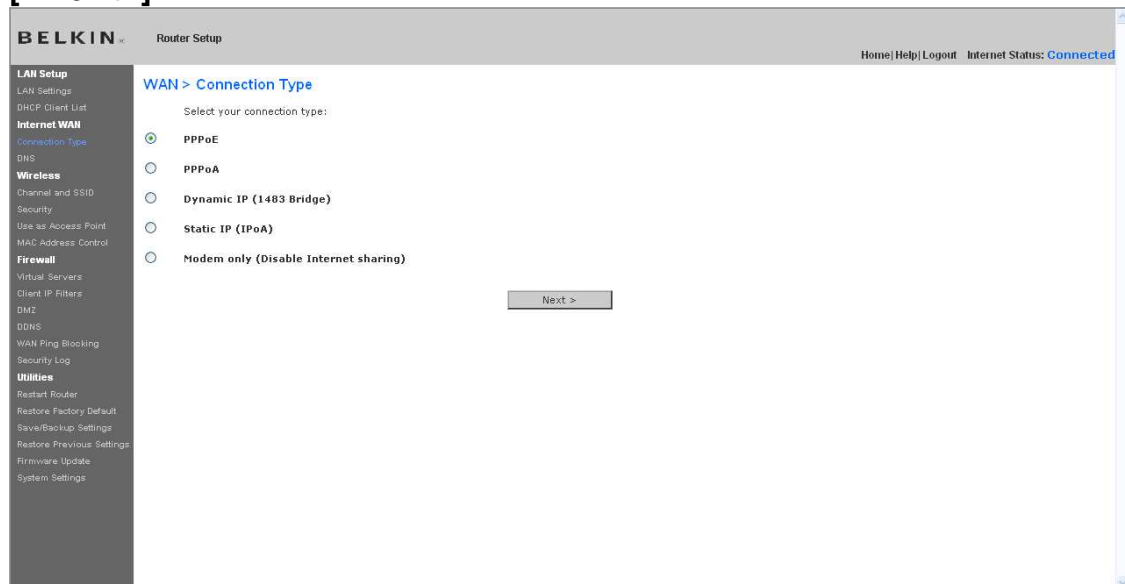 BELKIN
Router Setup
Home| Help| Logout Internet Status: Connected
LAN Setup
LAN Settings
DHCP Client List
Internet WAN
Connection Type
DNS
Wireless
Channel and SSID
Security
Use as Access Point
MAC Address Control
Firewall
Virtual Servers
Client IP Filters
DMZ
DDNS
WAN Ping Blocking
Security Log
Utilities
Restart Router
Restore Factory Default
Save/Backup Settings
Restore Previous Settings
Firmware Update
System Settings
WAN > Connection Type
Select your connection type:
PPPoE
PPPoA
Dynamic IP (1483 Bridge)
Static IP (IPoA)
Modem only (Disable Internet sharing)
Next >